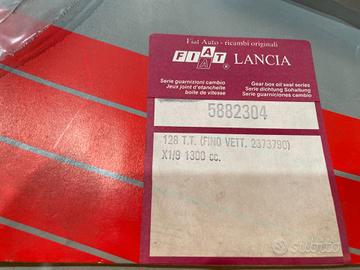 Fiat Auto - ricambi originali
FIAT LANCIA
Serie guarnizioni cambio
Jeux joint d'etancheite
boite de vitesse
Gear box oil seal series
Serie dichtung Sohaltung
Serie guarniciones cambio
5882304
128 T.T. (FINO VETT. 2373790)
X1/9 1300 cc.
Subito